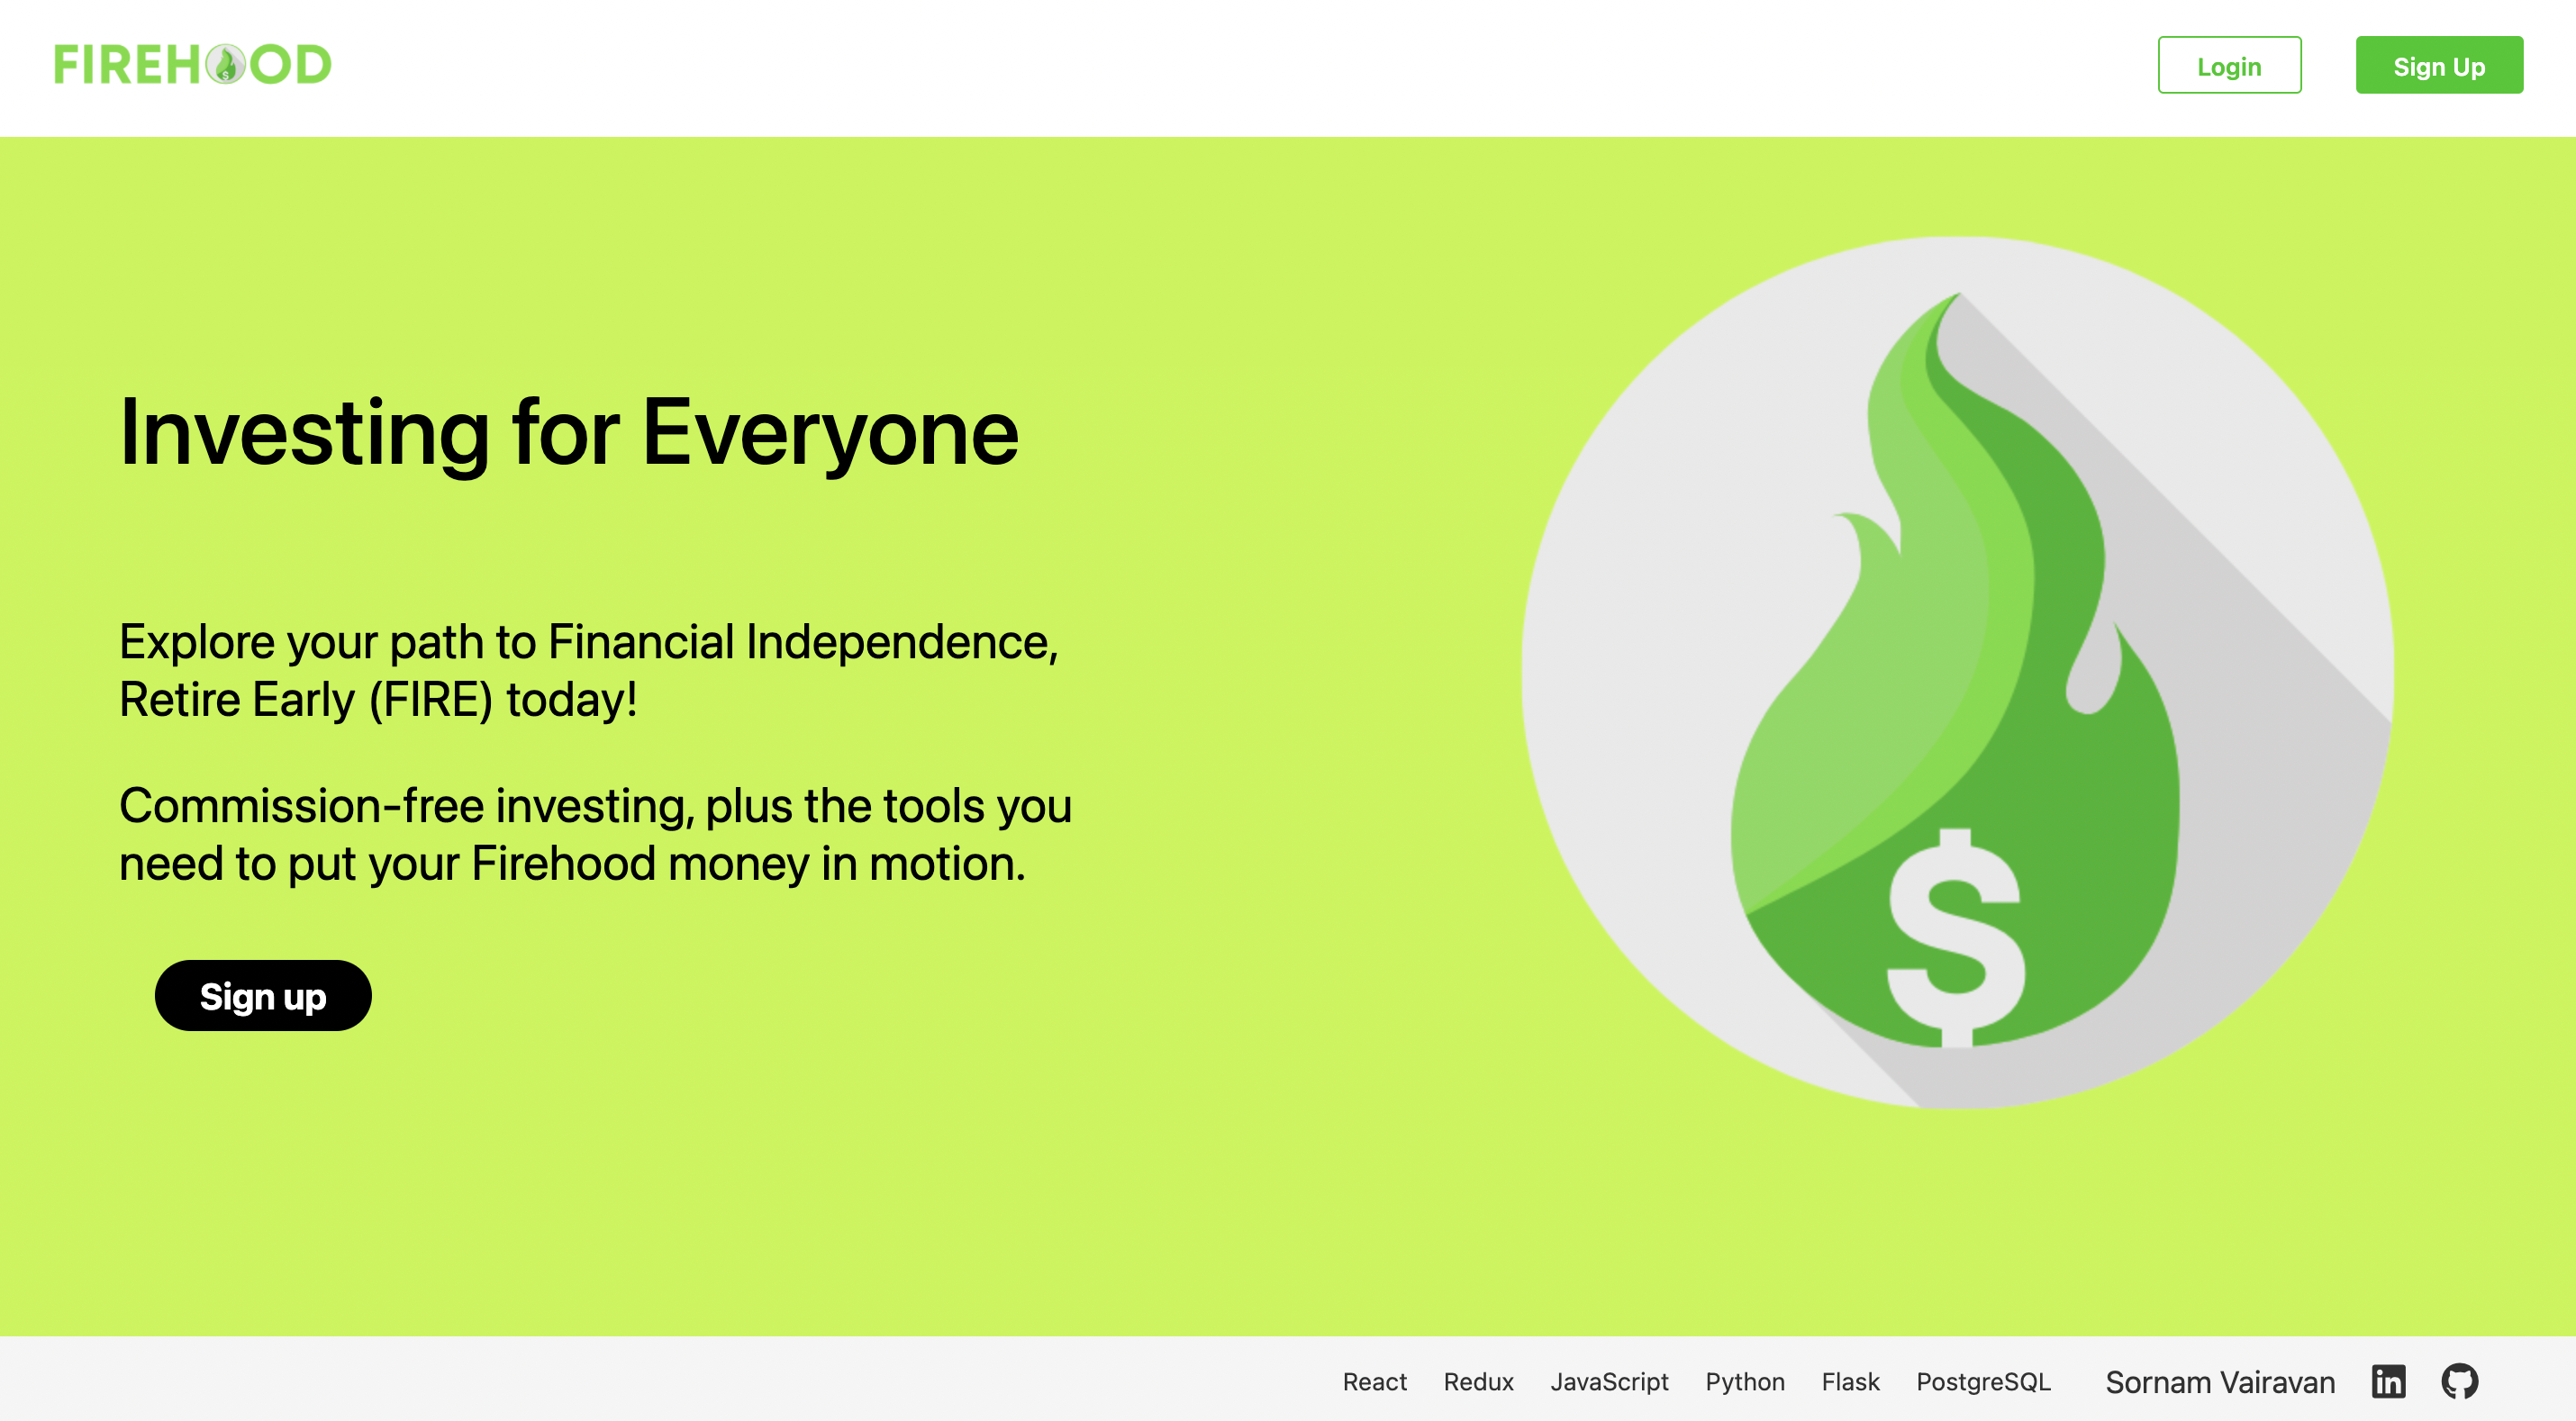 FIREHOOD
Login
Sign Up
Investing for Everyone
Explore your path to Financial Independence,
Retire Early (FIRE) today!
Commission-free investing, plus the tools you
need to put your Firehood money in motion.
Sign up
$
React Redux JavaScript Python Flask PostgreSQL Sornam Vairavan in